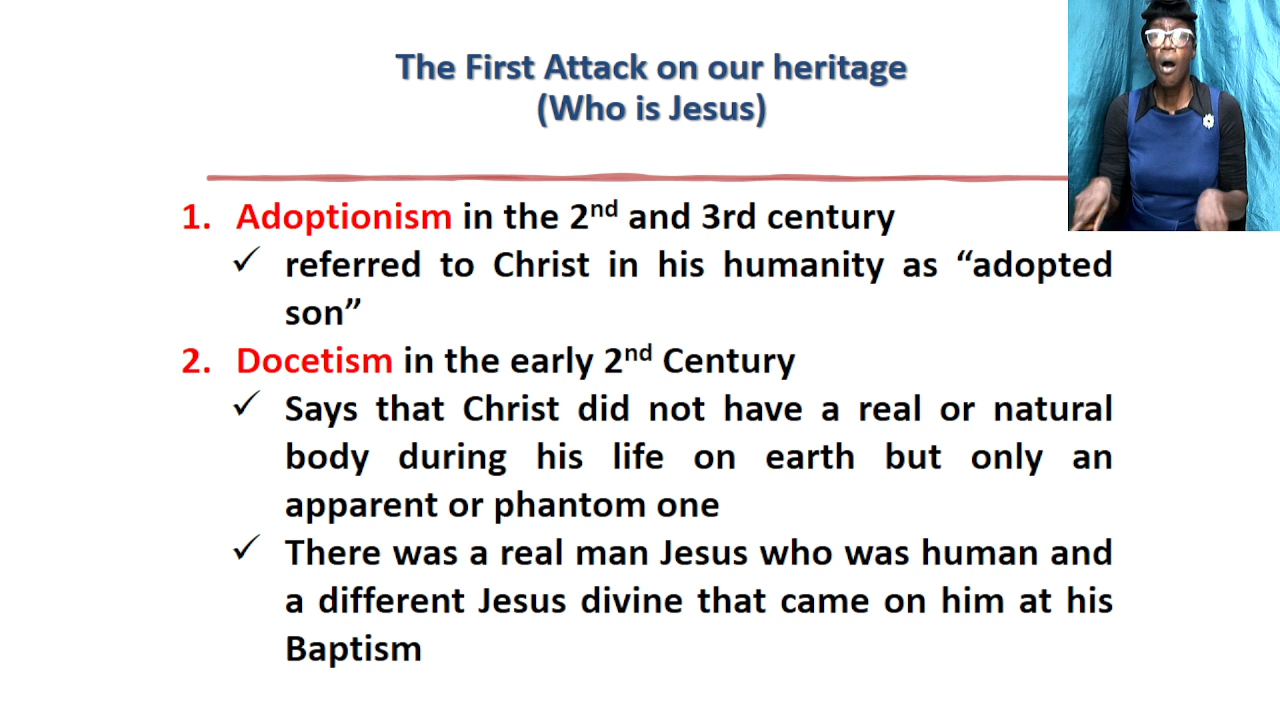 The First Attack on our heritage
(Who is Jesus)
1. Adoptionism in the 2nd and 3rd century
✓ referred to Christ in his humanity as “adopted
son”
2. Docetism in the early 2nd Century
✓ Says that Christ did not have a real or natural
body during his life on earth but only an
apparent or phantom one
✓ There was a real man Jesus who was human and
a different Jesus divine that came on him at his
Baptism